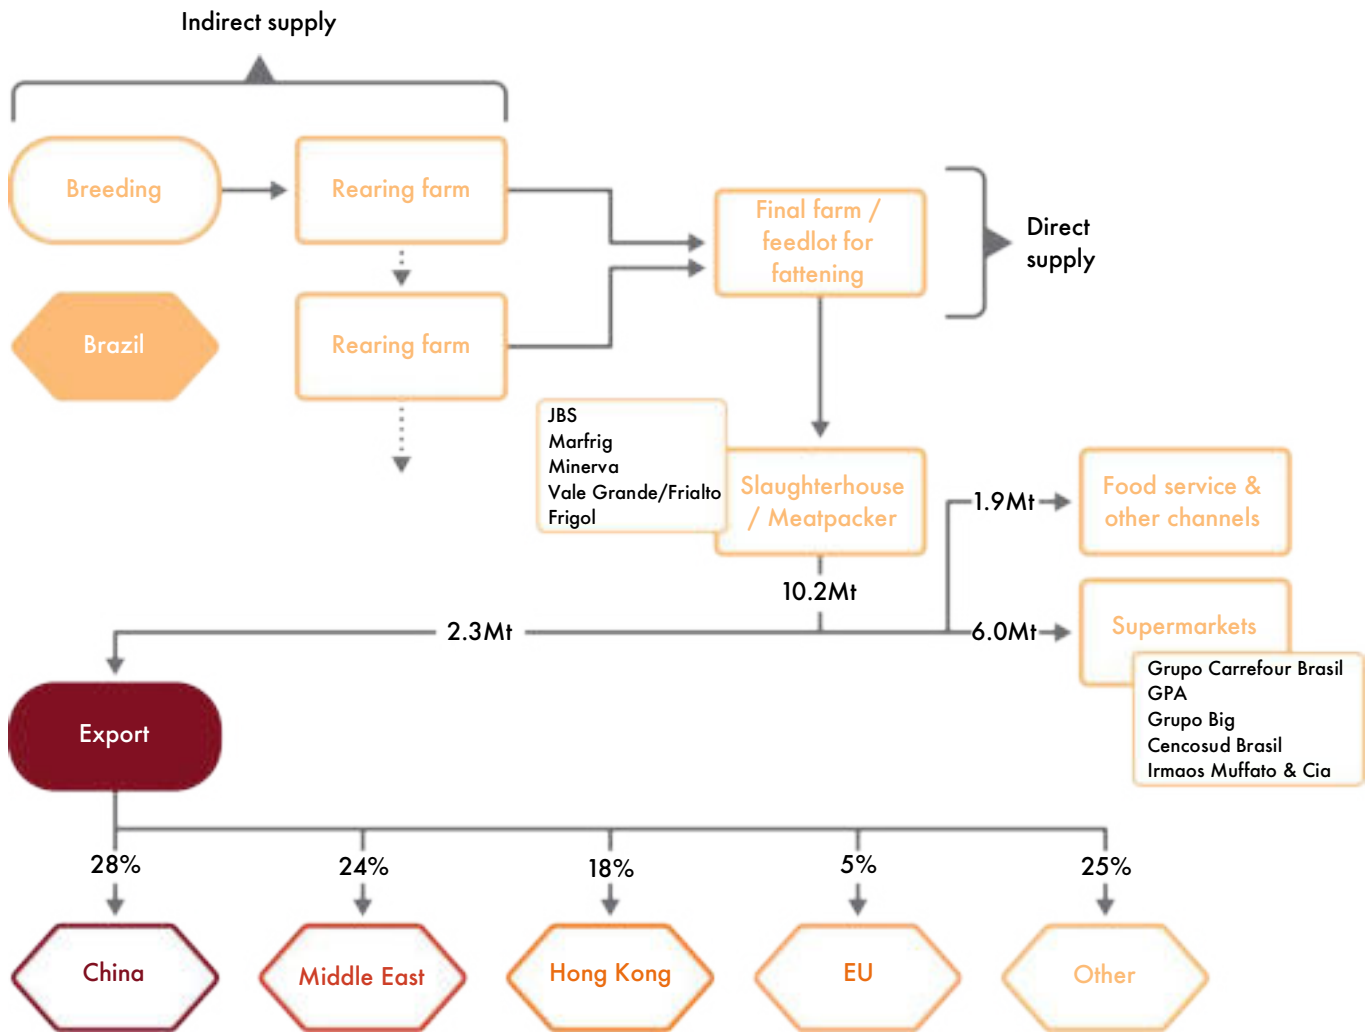 Indirect supply
Breeding
Rearing farm
Final farm /
feedlot for
fattening
Direct
supply
Brazil
Rearing farm
JBS
Marfrig
Minerva
Vale Grande/Frialto
Frigol
Slaughterhouse
/ Meatpacker
1.9Mt
Food service &
other channels
10.2Mt
2.3Mt
6.0Mt
Supermarkets
Grupo Carrefour Brasil
GPA
Grupo Big
Cencosud Brasil
Irmaos Muffato & Cia
Export
28%
24%
18%
5%
25%
China
Middle East
Hong Kong
EU
Other